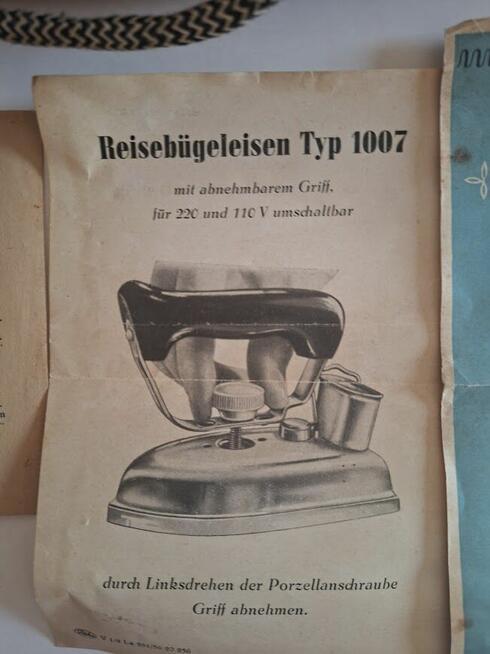 Reisebügeleisen Typ 1007
mit abnehmbarem Griff,
für 220 und 110 V umschaltbar
durch Linksdrehen der Porzellanschraube
Griff abnehmen.
n